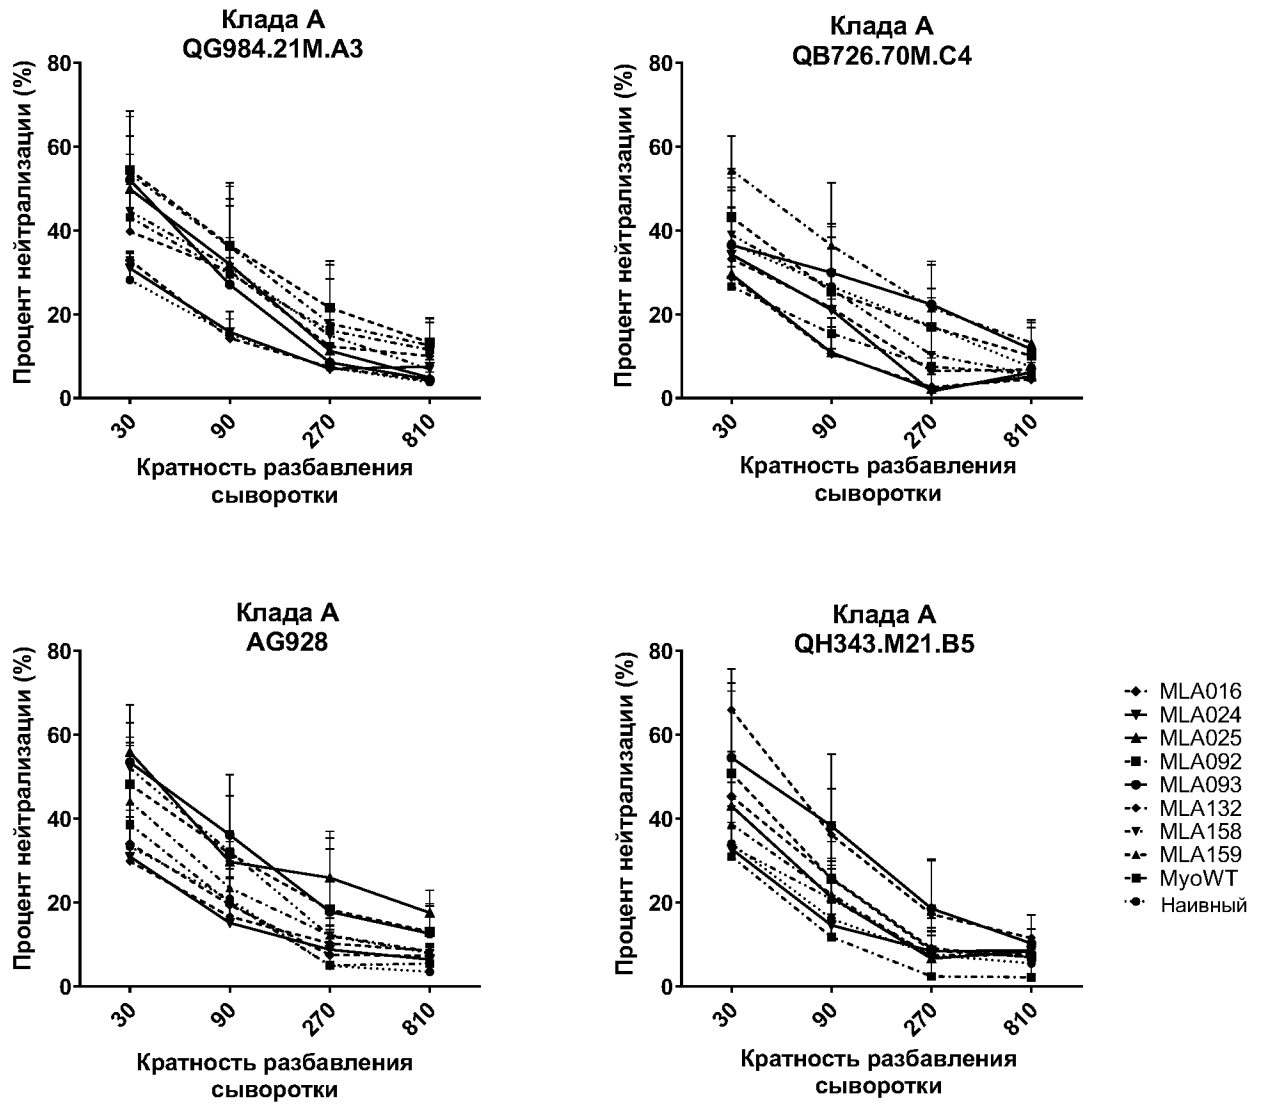 Клада А
QG984.21M.A3
Процент нейтрализации (%)
80
60
40
20
0
30
90
270
810
Кратность разбавления
сыворотки
Клада А
QB726.70M.C4
Процент нейтрализации (%)
80
60
40
20
0
30
90
270
810
Кратность разбавления
сыворотки
Клада А
AG928
Процент нейтрализации (%)
80
60
40
20
0
30
90
270
810
Кратность разбавления
сыворотки
Клада А
QH343.M21.B5
Процент нейтрализации (%)
80
60
40
20
0
30
90
270
810
Кратность разбавления
сыворотки
MLA016
MLA024
MLA025
MLA092
MLA093
MLA132
MLA158
MLA159
MyoWT
Наивный